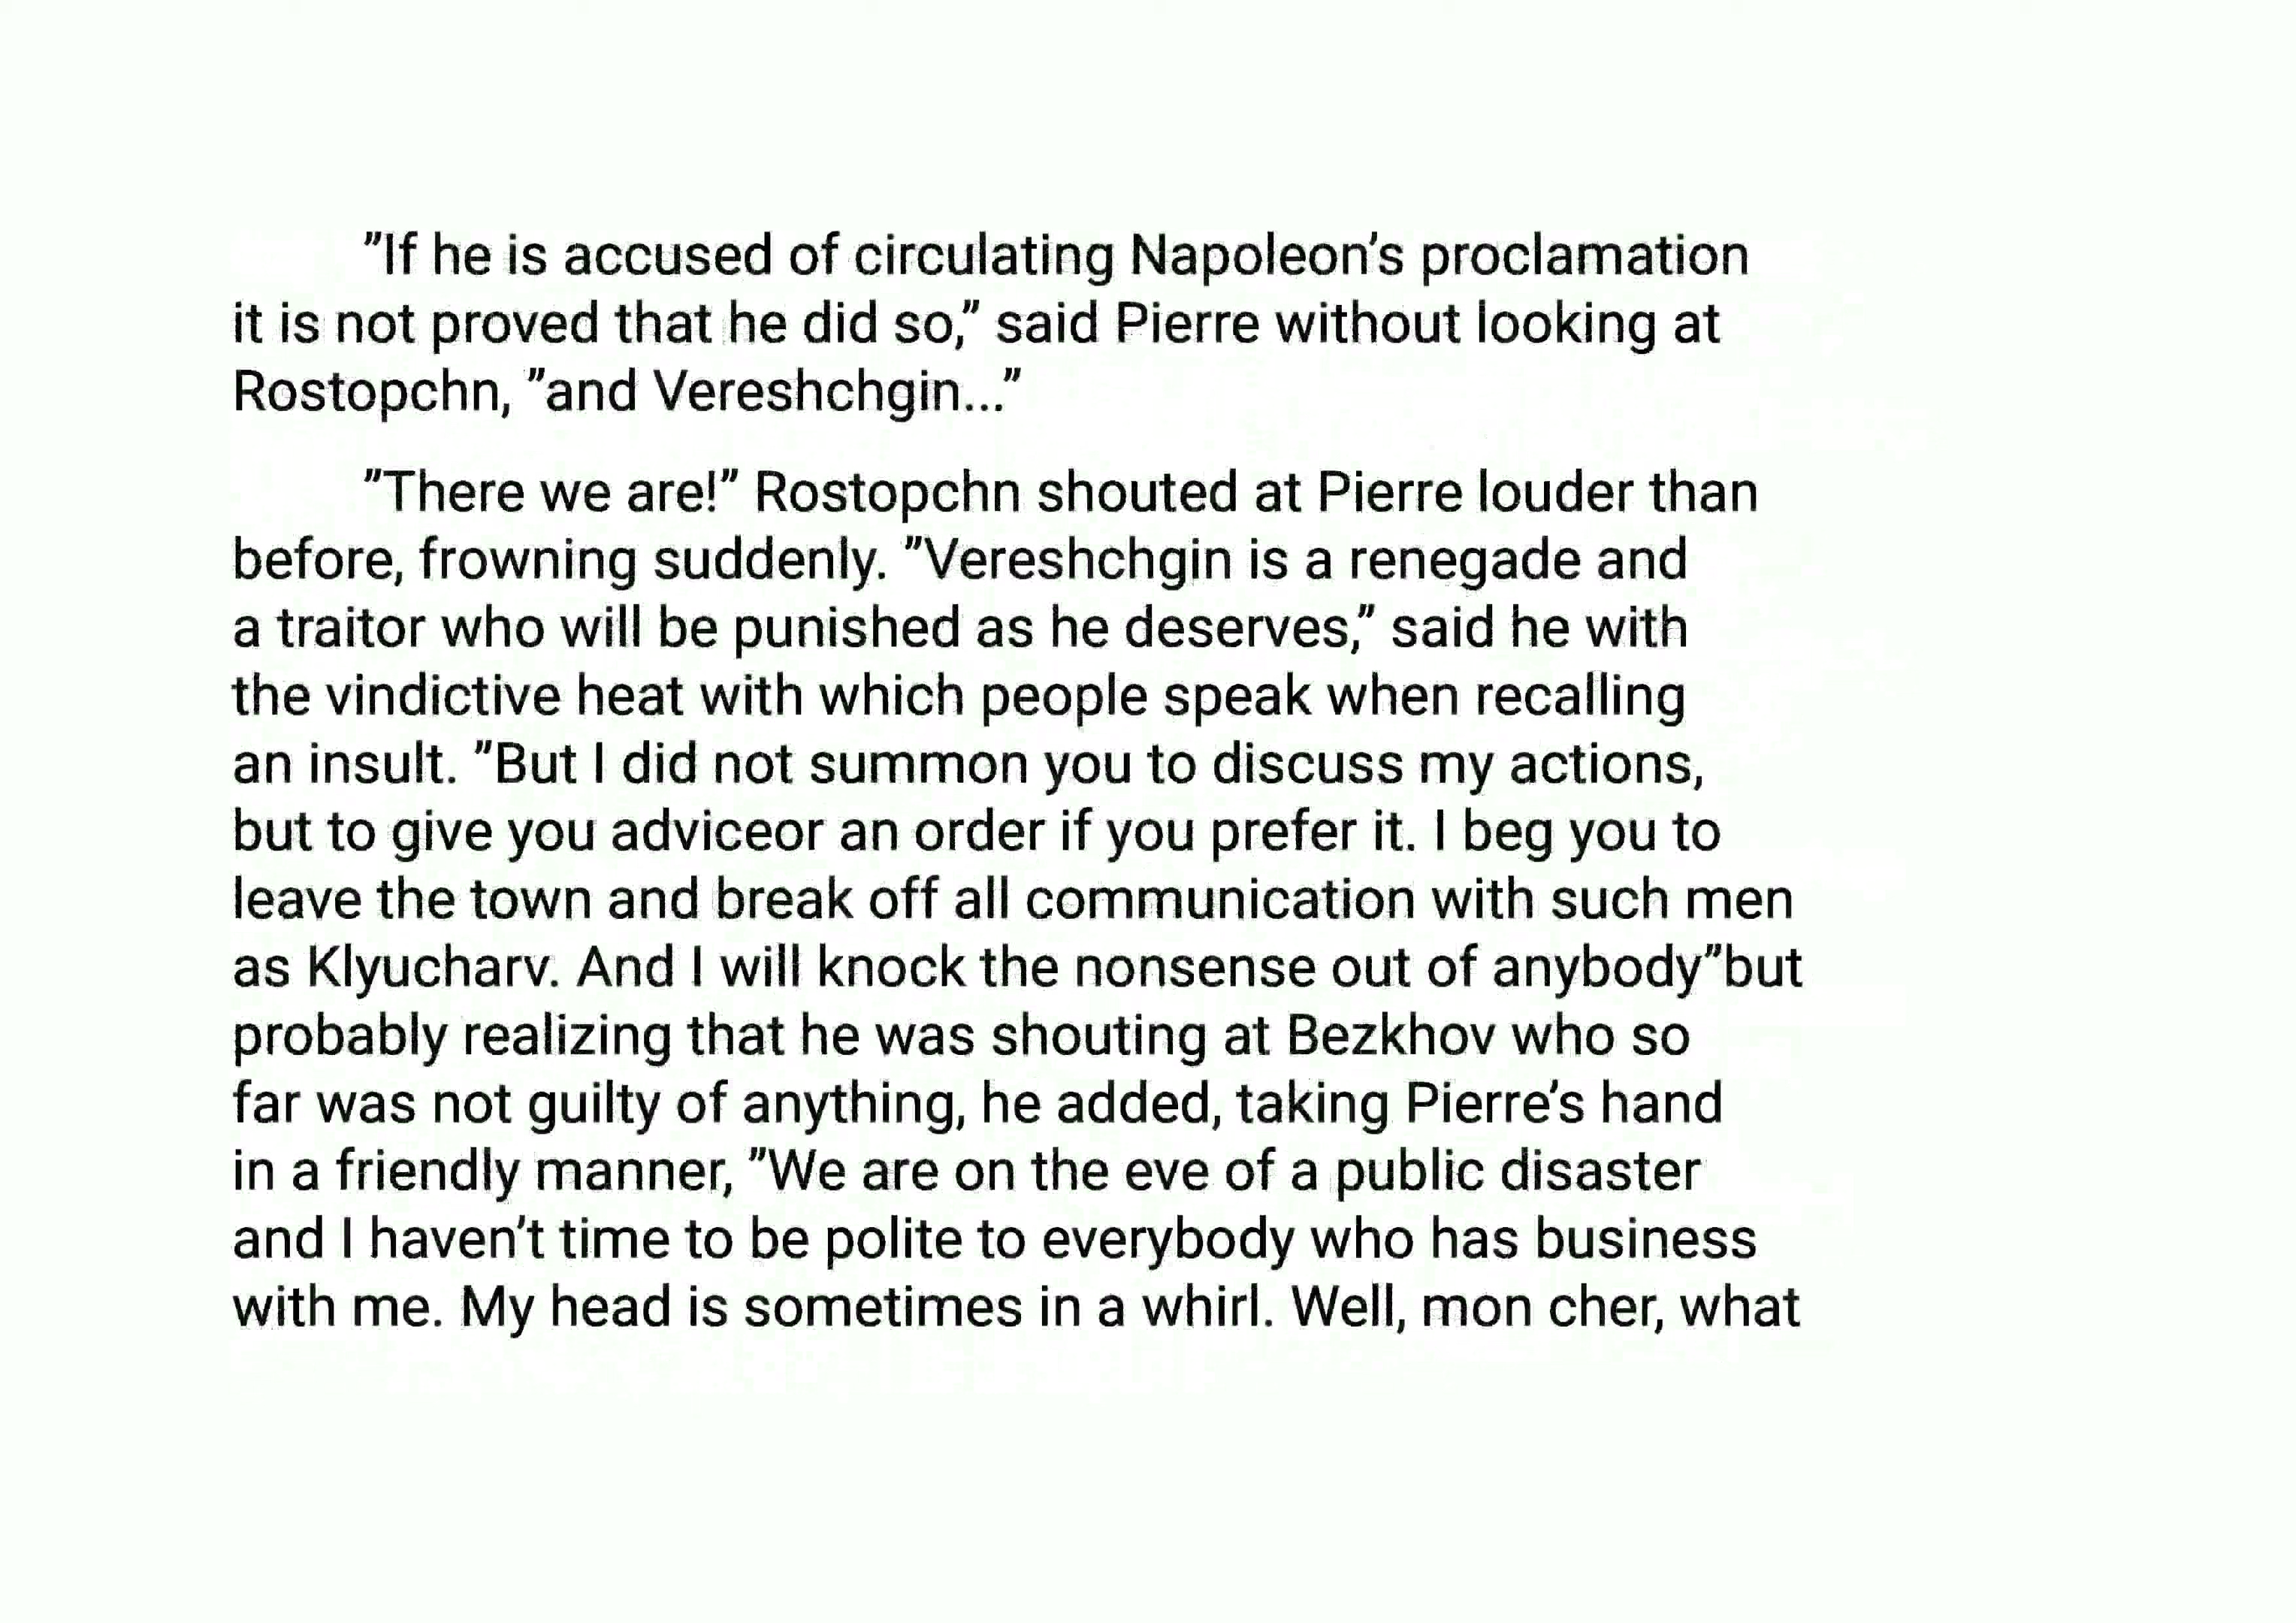 ”If he is accused of circulating Napoleon’s proclamation
it is not proved that he did so,” said Pierre without looking at
Rostopchn, ”and Vereshchgin...”
”There we are!” Rostopchn shouted at Pierre louder than
before, frowning suddenly. ”Vereshchgin is a renegade and
a traitor who will be punished as he deserves,” said he with
the vindictive heat with which people speak when recalling
an insult. ”But I did not summon you to discuss my actions,
but to give you adviceor an order if you prefer it. I beg you to
leave the town and break off all communication with such men
as Klyucharv. And I will knock the nonsense out of anybody”but
probably realizing that he was shouting at Bezkhov who so
far was not guilty of anything, he added, taking Pierre’s hand
in a friendly manner, ”We are on the eve of a public disaster
and I haven’t time to be polite to everybody who has business
with me. My head is sometimes in a whirl. Well, mon cher, what